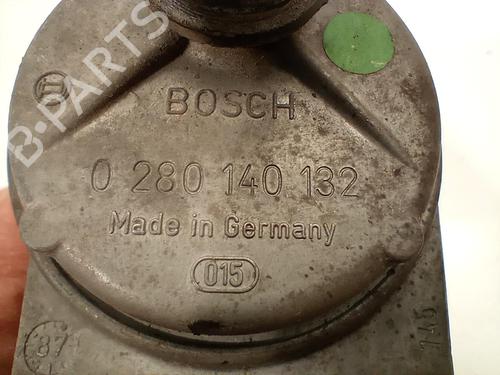 B-PARTS
BOSCH
0 280 140 132
Made in Germany
015
87